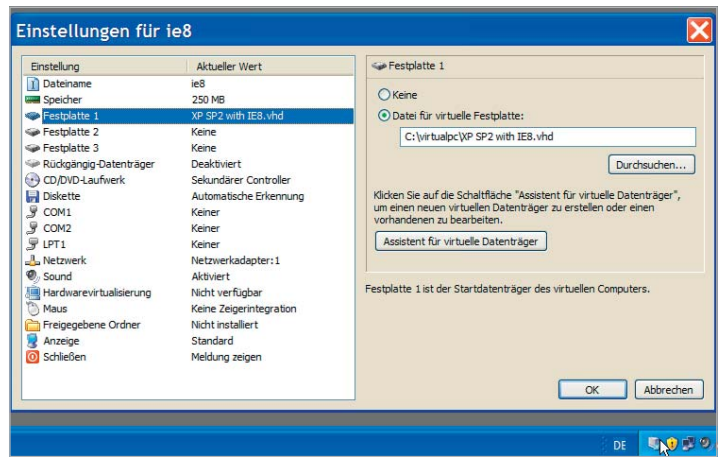 Einstellungen für ie8
Einstellung Aktueller Wert
Dateiname ie8
Speicher 250 MB
Festplatte 1 XP SP2 with IE8.vhd
Festplatte 2 Keine
Festplatte 3 Keine
Rückgängig-Datenträger Deaktiviert
CD/DVD-Laufwerk Sekundärer Controller
Diskette Automatische Erkennung
COM1 Keiner
COM2 Keiner
LPT1 Keiner
Netzwerk Netzwerkadapter:1
Sound Aktiviert
Hardwarevirtualisierung Nicht verfügbar
Maus Keine Zeigerintegration
Freigegebene Ordner Nicht installiert
Anzeige Standard
Schließen Meldung zeigen
Festplatte 1
Keine
Datei für virtuelle Festplatte:
C:\virtualpc\XP SP2 with IE8.vhd
Durchsuchen...
Klicken Sie auf die Schaltfläche "Assistent für virtuelle Datenträger",
um einen neuen virtuellen Datenträger zu erstellen oder einen
vorhandenen zu bearbeiten.
Assistent für virtuelle Datenträger
Festplatte 1 ist der Startdatenträger des virtuellen Computers.
OK Abbrechen
DE